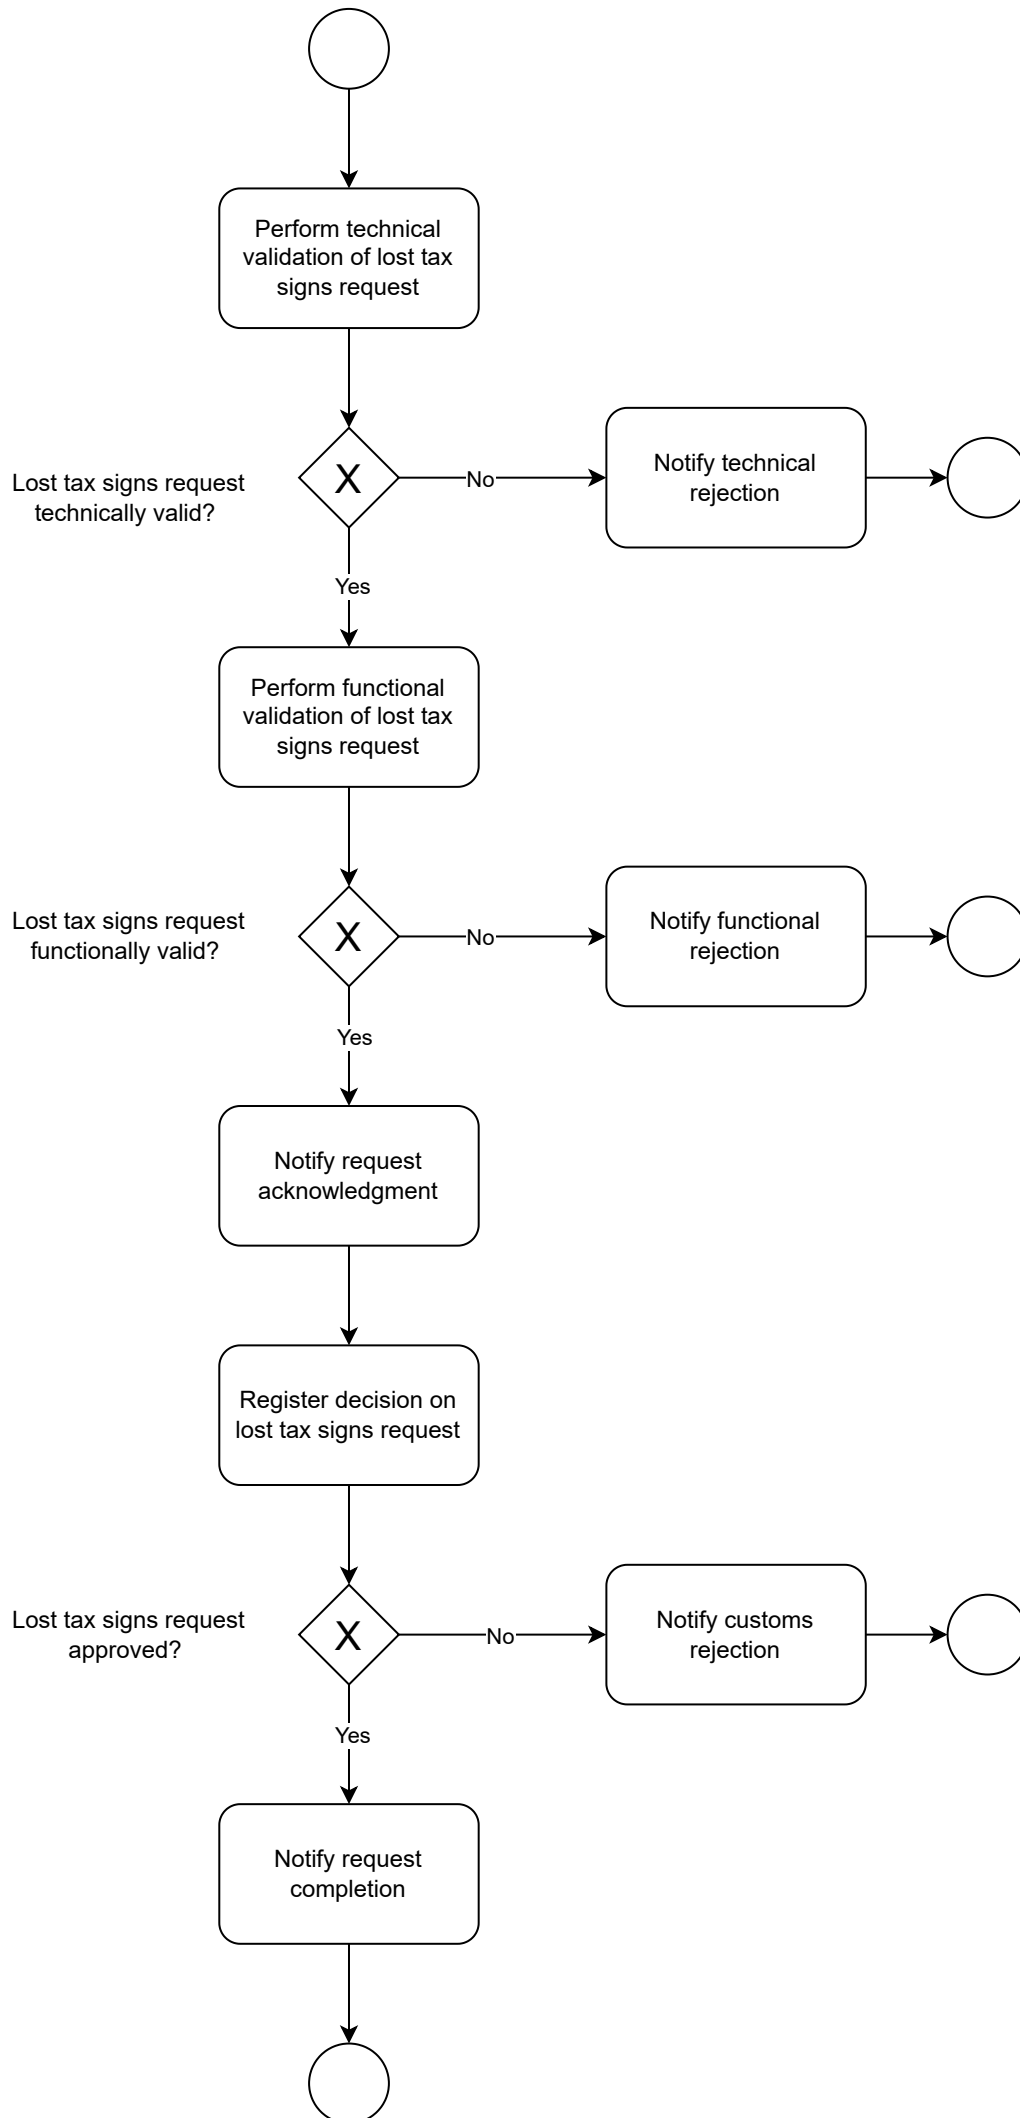 Perform technical
validation of lost tax
signs request
Lost tax signs request
technically valid?
X
No
Notify technical
rejection
Yes
Perform functional
validation of lost tax
signs request
Lost tax signs request
functionally valid?
X
No
Notify functional
rejection
Yes
Notify request
acknowledgment
Register decision on
lost tax signs request
Lost tax signs request
approved?
X
No
Notify customs
rejection
Yes
Notify request
completion